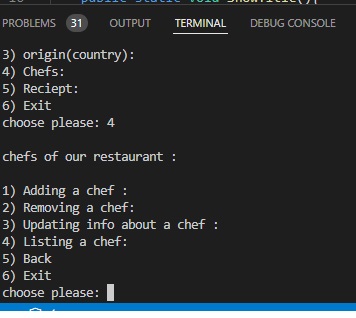 PROBLEMS 31 OUTPUT TERMINAL DEBUG CONSOLE
3) origin(country):
4) Chefs:
5) Reciept:
6) Exit
choose please: 4
chefs of our restaurant :
1) Adding a chef :
2) Removing a chef:
3) Updating info about a chef :
4) Listing a chef:
5) Back
6) Exit
choose please: